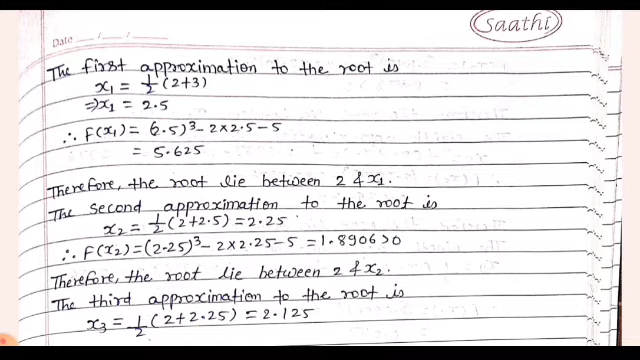 Saathi
Date ___/___/___
The first approximation to the root is
x₁ = 1/2 (2+3)
⇒x₁ = 2.5
∴ F(x₁) = (2.5)³ - 2×2.5 - 5
= 5.625
Therefore, the root lie between 2 & x₁.
The second approximation to the root is
x₂ = 1/2 (2+2.5) = 2.25
∴ F(x₂) = (2.25)³ - 2×2.25 - 5 = 1.8906 > 0
Therefore, the root lie between 2 & x₂.
The third approximation to the root is
x₃ = 1/2 (2+2.25) = 2.125